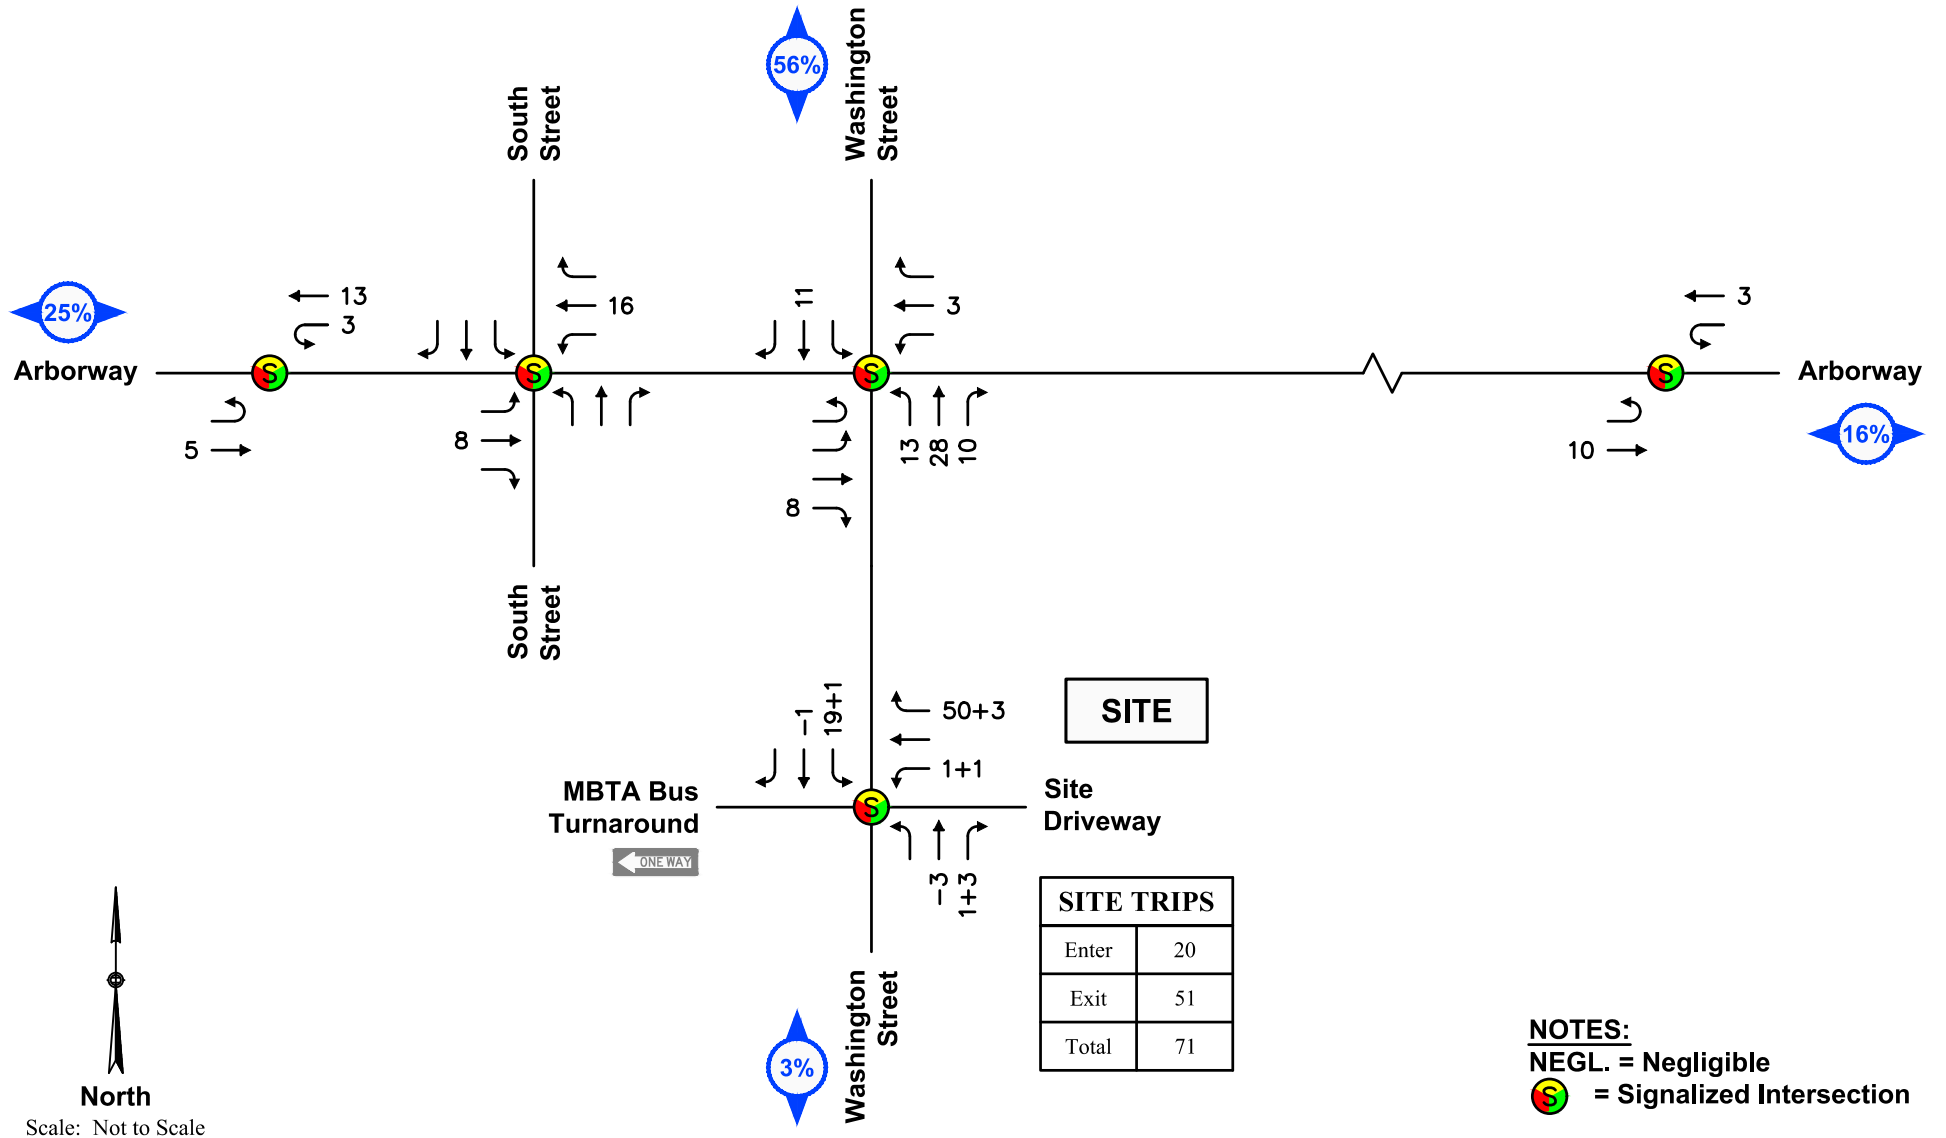 56%
Washington
Street
South
Street
25%
Arborway
13
3
16
11
3
3
Arborway
16%
5
8
8
13
28
10
10
South
Street
-1
19+1
50+3
1+1
SITE
MBTA Bus
Turnaround
ONE WAY
Site
Driveway
-3
1+3
SITE TRIPS
Enter 20
Exit 51
Total 71
Washington
Street
3%
North
Scale: Not to Scale
NOTES:
NEGL. = Negligible
S = Signalized Intersection
S
S
S
S
S